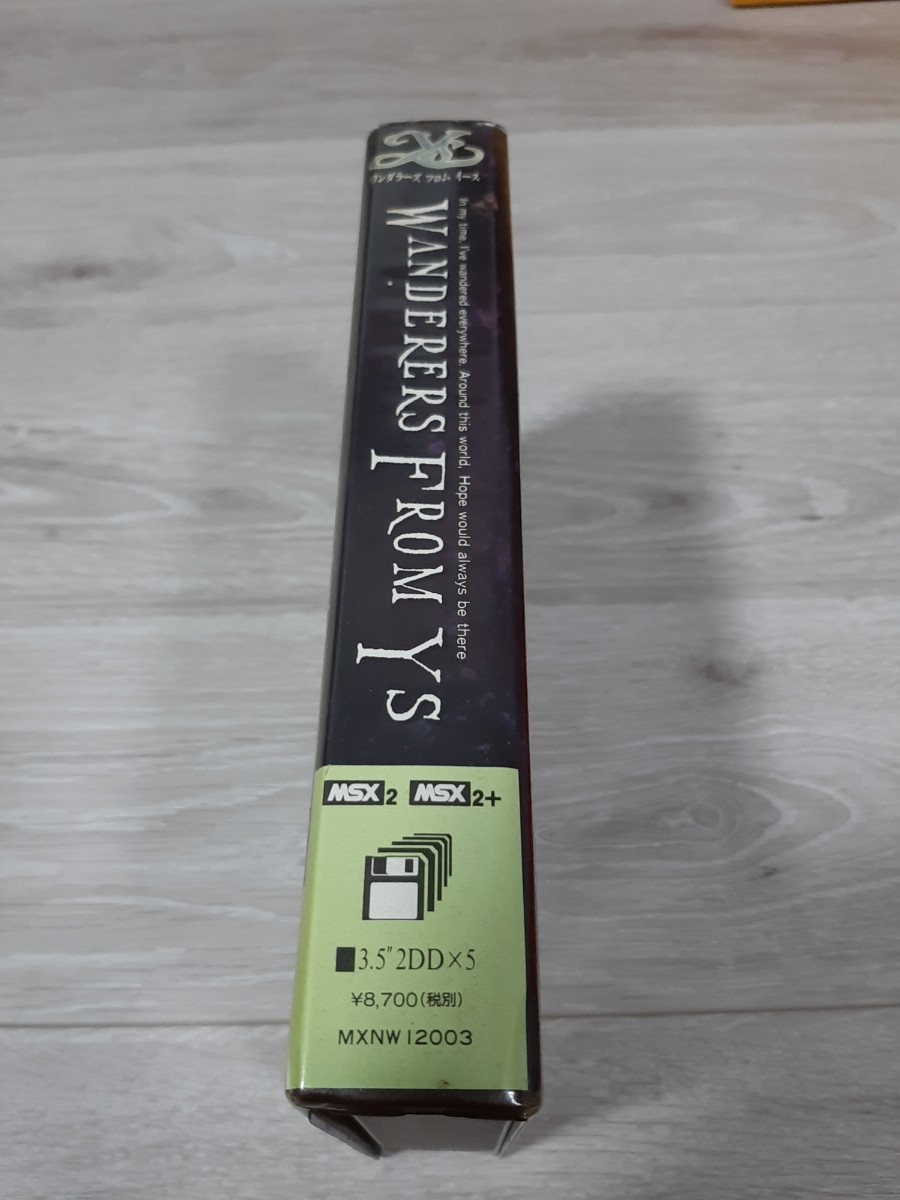 Ys
ワンダラーズ フロム イース
WANDERERS FROM YS
In my time, I've wandered everywhere. Around this world, Hope would always be there
MSX2 MSX2+
■3.5" 2DD×5
¥8,700(税別)
MXNW12003